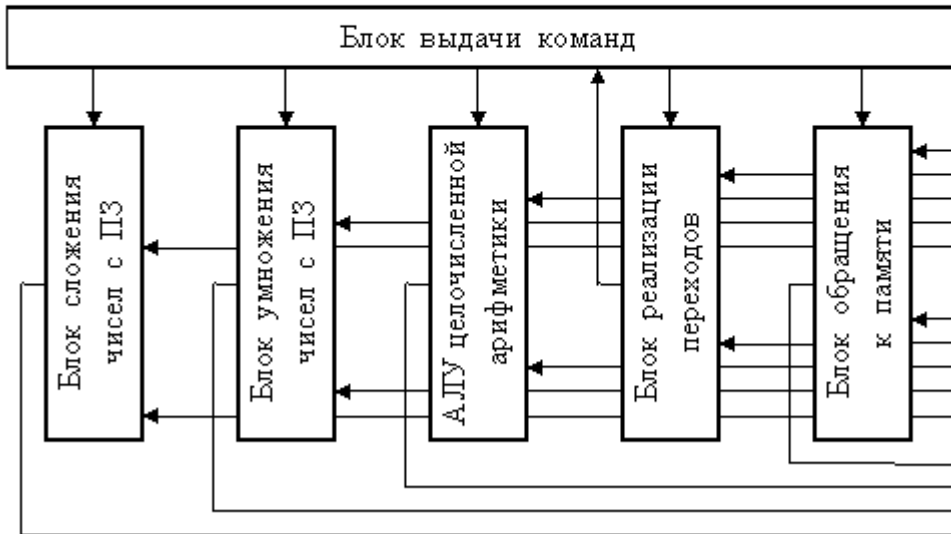 Блок выдачи команд
Блок сложения
чисел с ПЗ
Блок умножения
чисел с ПЗ
АЛУ целочисленной
арифметики
Блок реализации
переходов
Блок обращения
к памяти